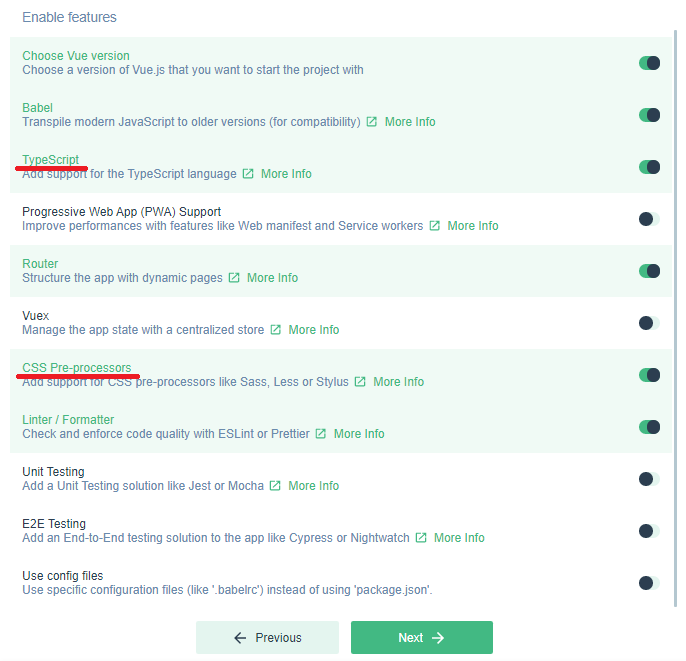 Enable features
Choose Vue version
Choose a version of Vue.js that you want to start the project with
Babel
Transpile modern JavaScript to older versions (for compatibility) More Info
TypeScript
Add support for the TypeScript language More Info
Progressive Web App (PWA) Support
Improve performances with features like Web manifest and Service workers More Info
Router
Structure the app with dynamic pages More Info
Vuex
Manage the app state with a centralized store More Info
CSS Pre-processors
Add support for CSS pre-processors like Sass, Less or Stylus More Info
Linter / Formatter
Check and enforce code quality with ESLint or Prettier More Info
Unit Testing
Add a Unit Testing solution like Jest or Mocha More Info
E2E Testing
Add an End-to-End testing solution to the app like Cypress or Nightwatch More Info
Use config files
Use specific configuration files (like '.babelrc') instead of using 'package.json'.
Previous Next